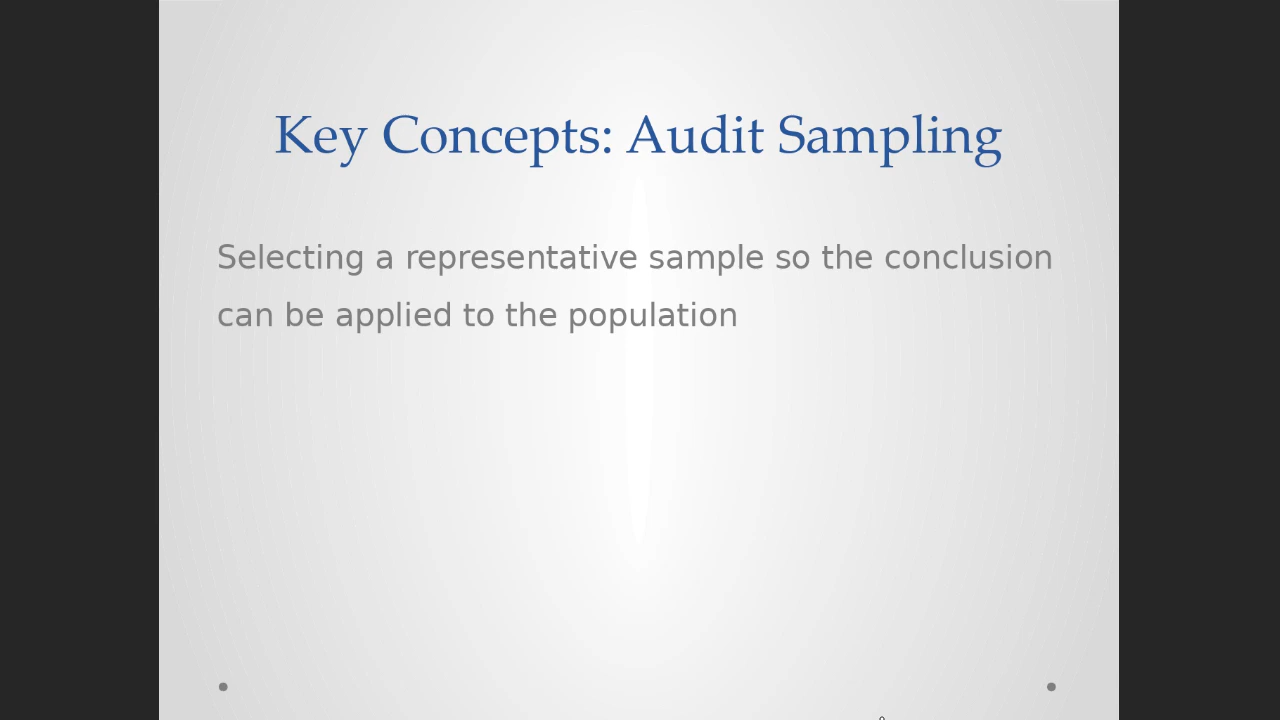 Key Concepts: Audit Sampling
Selecting a representative sample so the conclusion
can be applied to the population